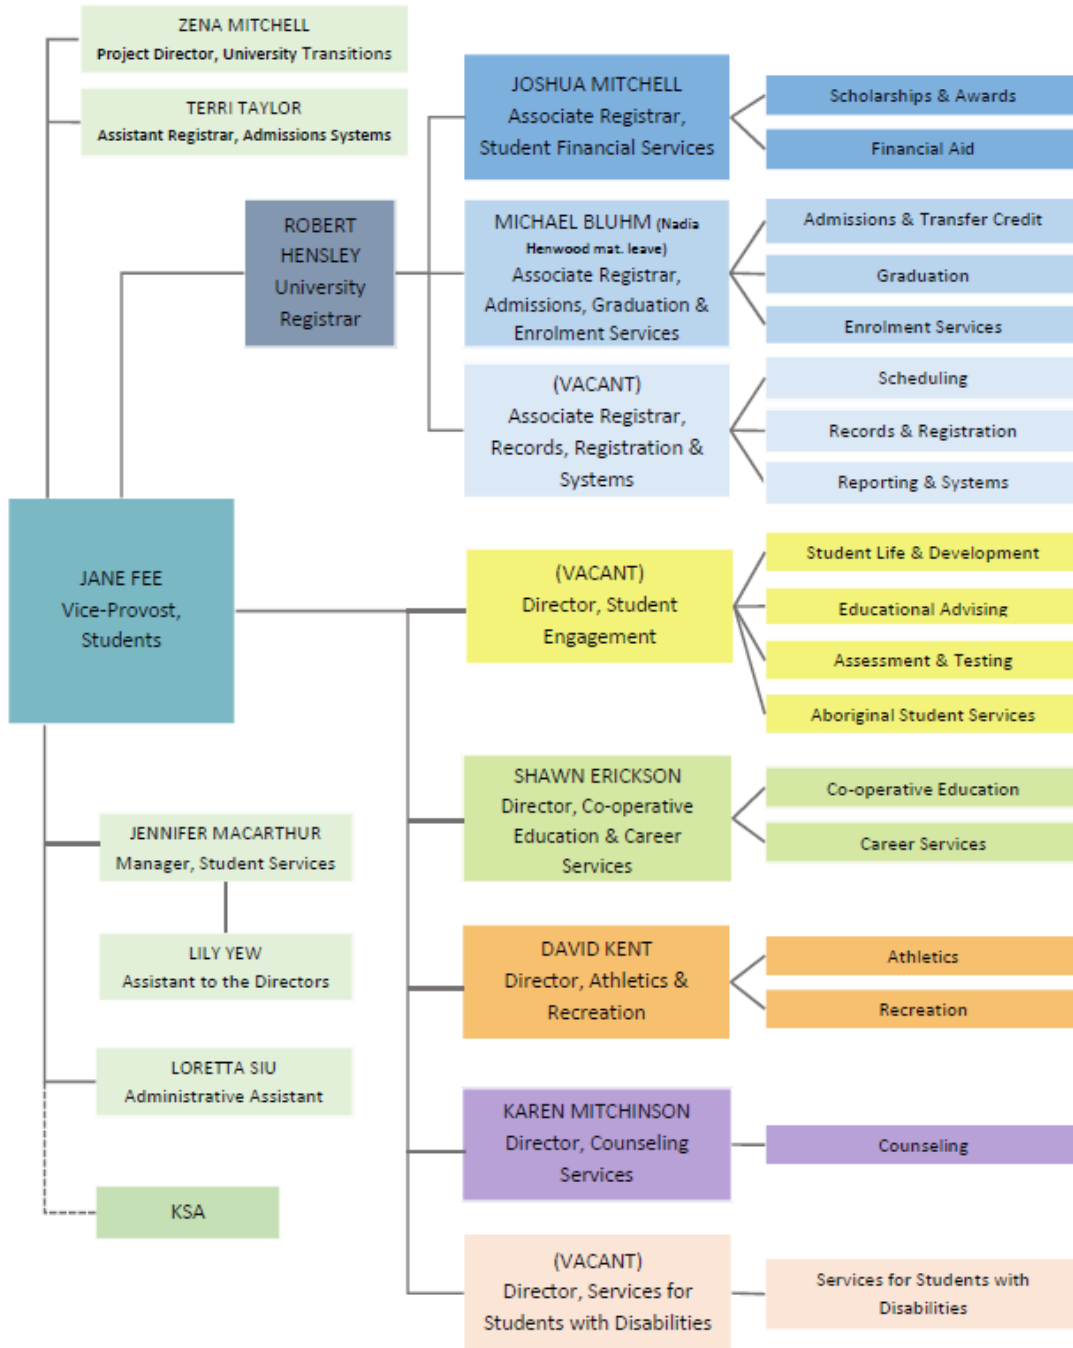 ZENA MITCHELL
Project Director, University Transitions
TERRI TAYLOR
Assistant Registrar, Admissions Systems
ROBERT
HENSLEY
University
Registrar
JOSHUA MITCHELL
Associate Registrar,
Student Financial Services
Scholarships & Awards
Financial Aid
MICHAEL BLUHM (Nadia
Henwood mat. leave)
Associate Registrar,
Admissions, Graduation &
Enrolment Services
Admissions & Transfer Credit
Graduation
Enrolment Services
(VACANT)
Associate Registrar,
Records, Registration &
Systems
Scheduling
Records & Registration
Reporting & Systems
JANE FEE
Vice-Provost,
Students
(VACANT)
Director, Student
Engagement
Student Life & Development
Educational Advising
Assessment & Testing
Aboriginal Student Services
SHAWN ERICKSON
Director, Co-operative
Education & Career
Services
Co-operative Education
Career Services
JENNIFER MACARTHUR
Manager, Student Services
LILY YEW
Assistant to the Directors
DAVID KENT
Director, Athletics &
Recreation
Athletics
Recreation
LORETTA SIU
Administrative Assistant
KAREN MITCHINSON
Director, Counseling
Services
Counseling
KSA
(VACANT)
Director, Services for
Students with Disabilities
Services for Students with
Disabilities